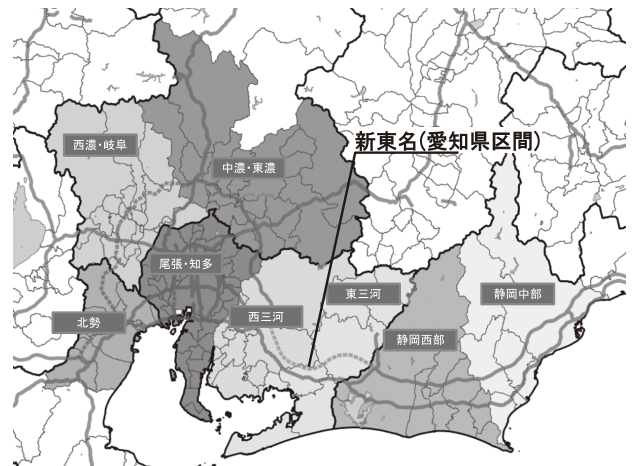 新東名(愛知県区間)
西濃・岐阜
中濃・東濃
尾張・知多
東三河
静岡中部
北勢
西三河
静岡西部